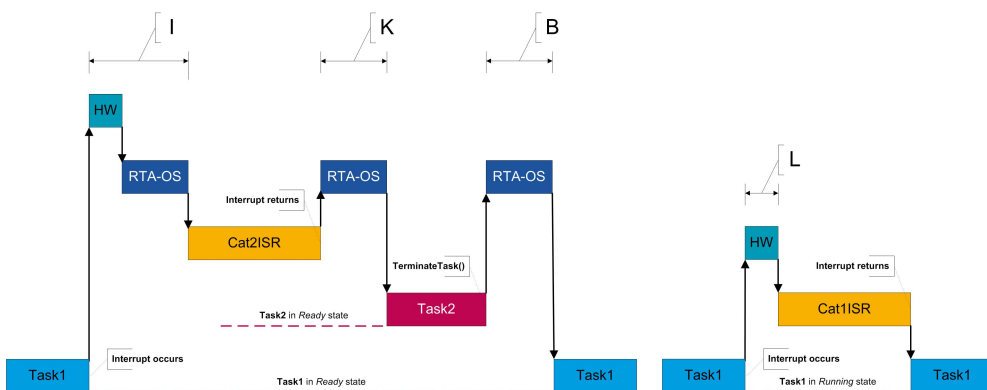 I
K
B
HW
L
RTA-OS
RTA-OS
RTA-OS
Interrupt returns
Cat2ISR
HW
TerminateTask()
Interrupt returns
Task2
Cat1ISR
Task2 in Ready state
Task1
Interrupt occurs
Task1 in Ready state
Task1
Task1
Interrupt occurs
Task1 in Running state
Task1